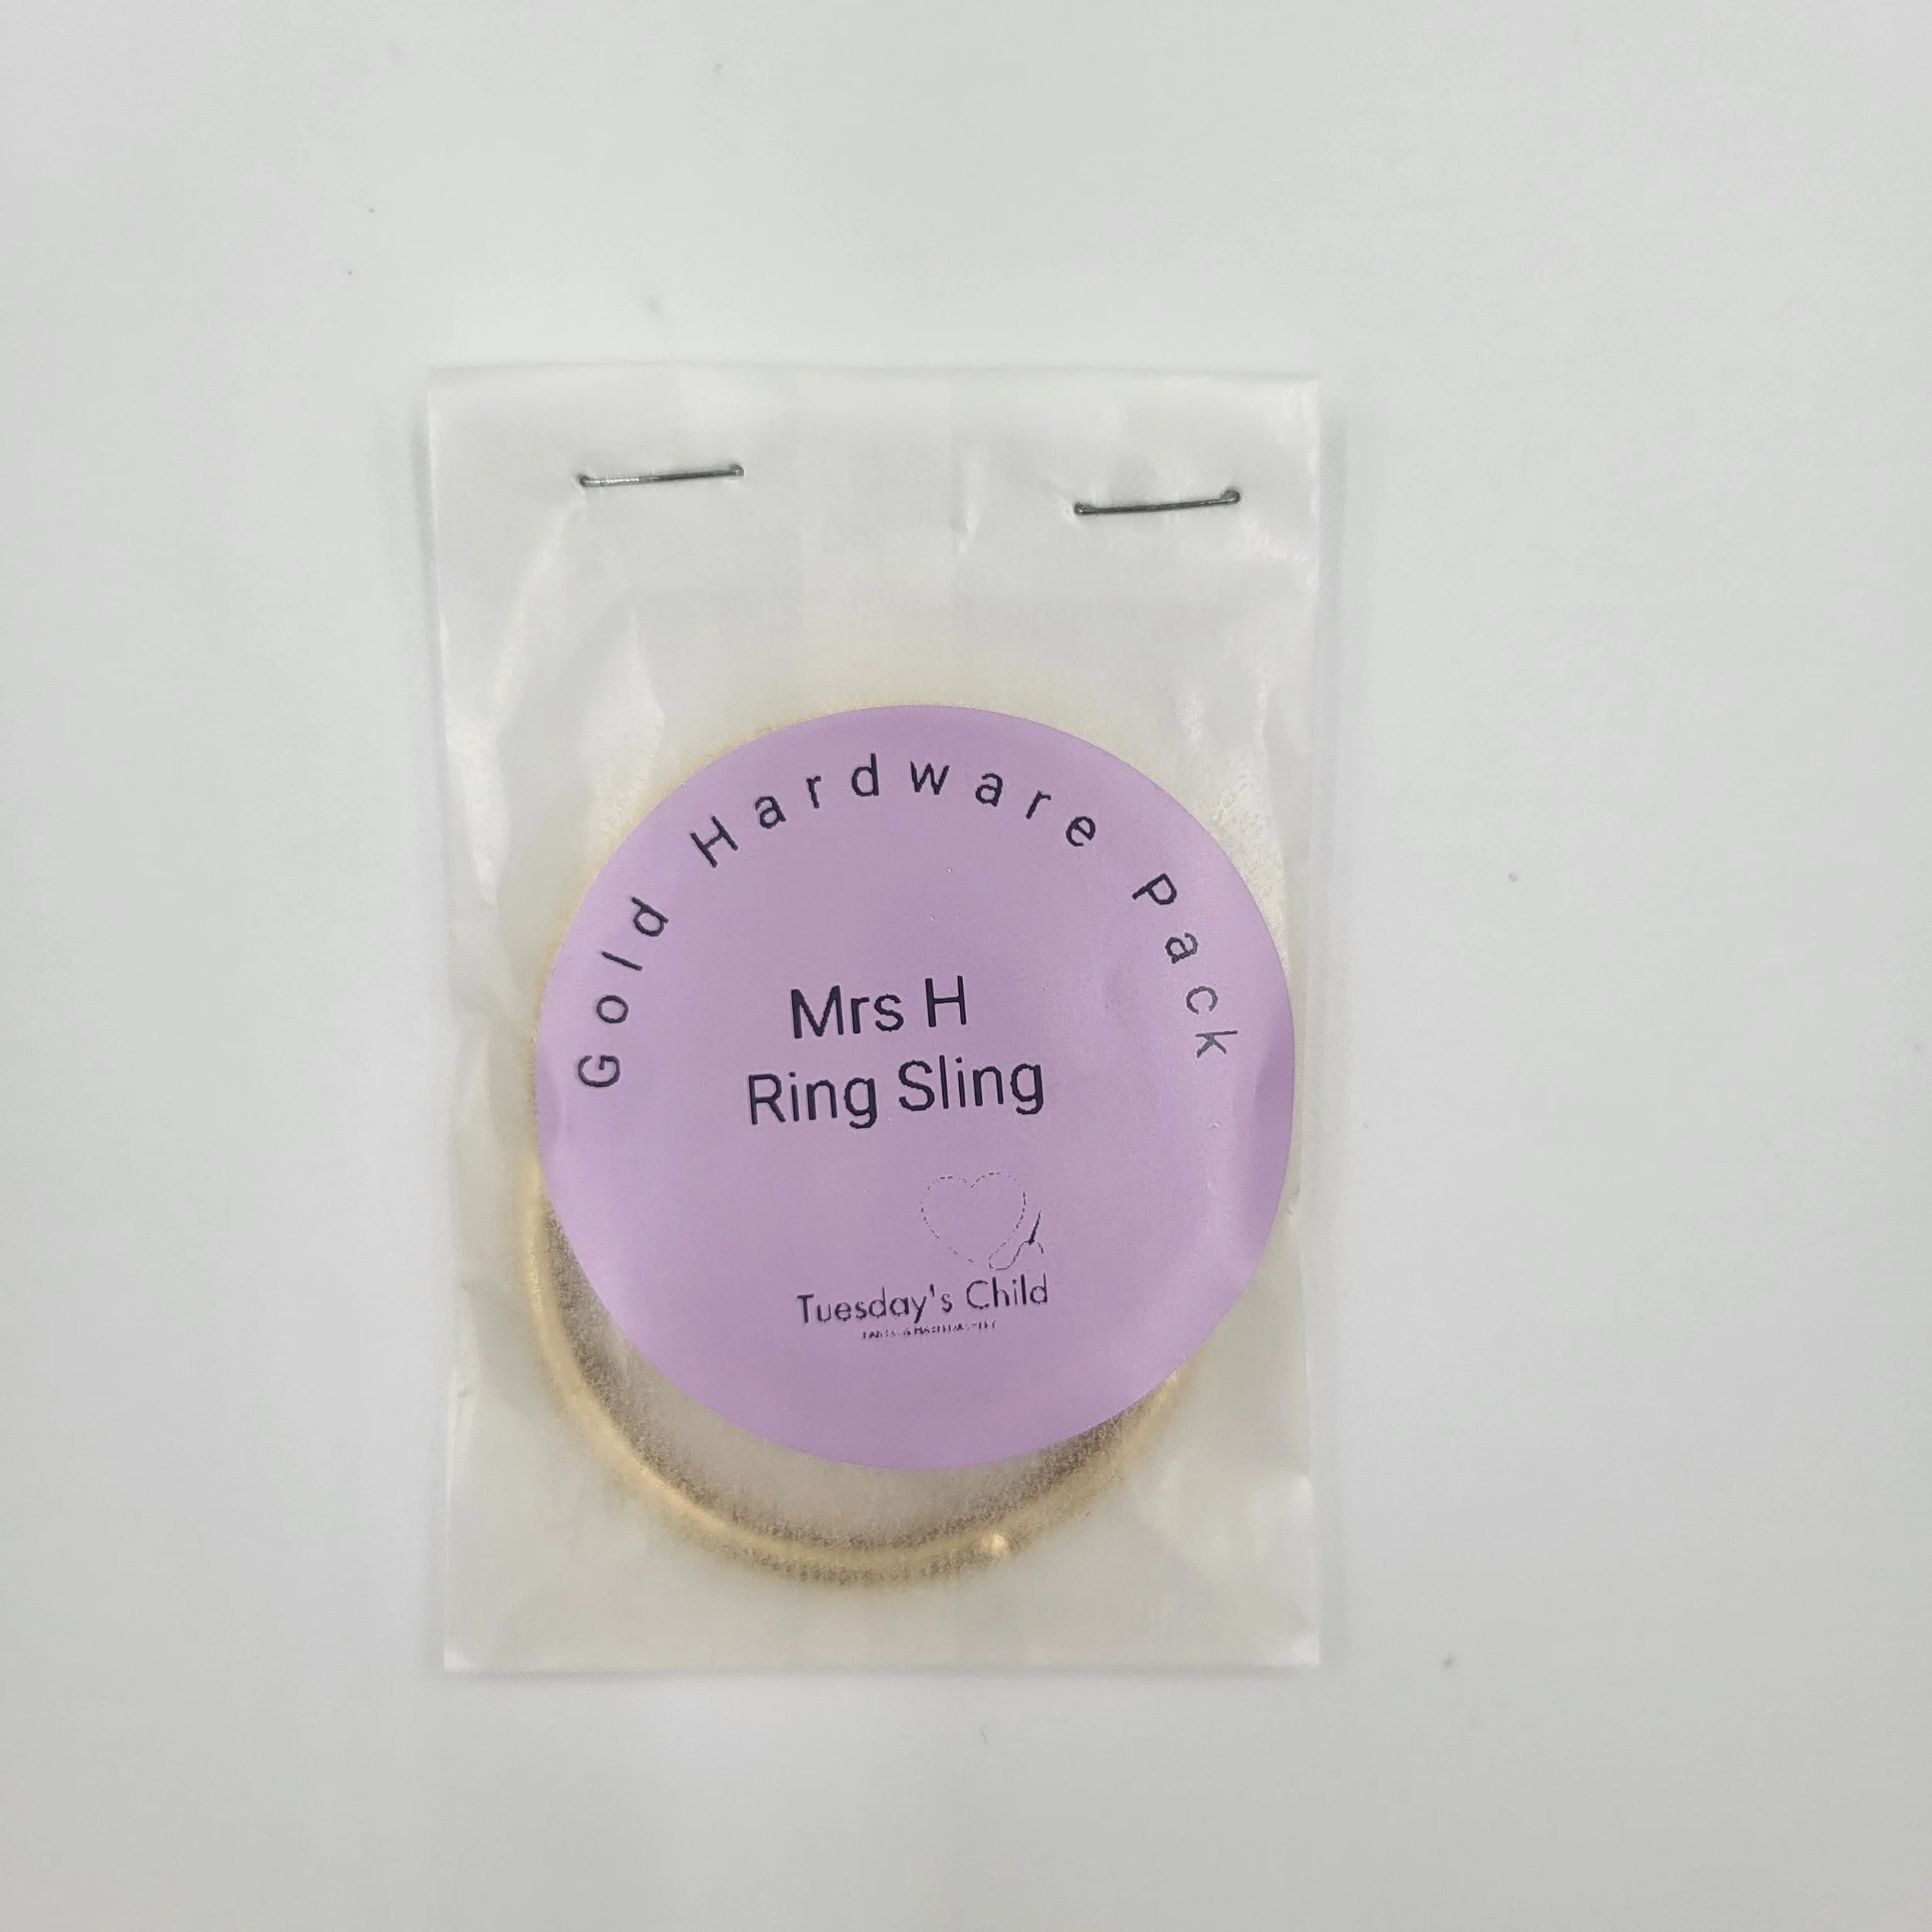 Gold Hardware Pack
Mrs H
Ring Sling
Tuesday's Child